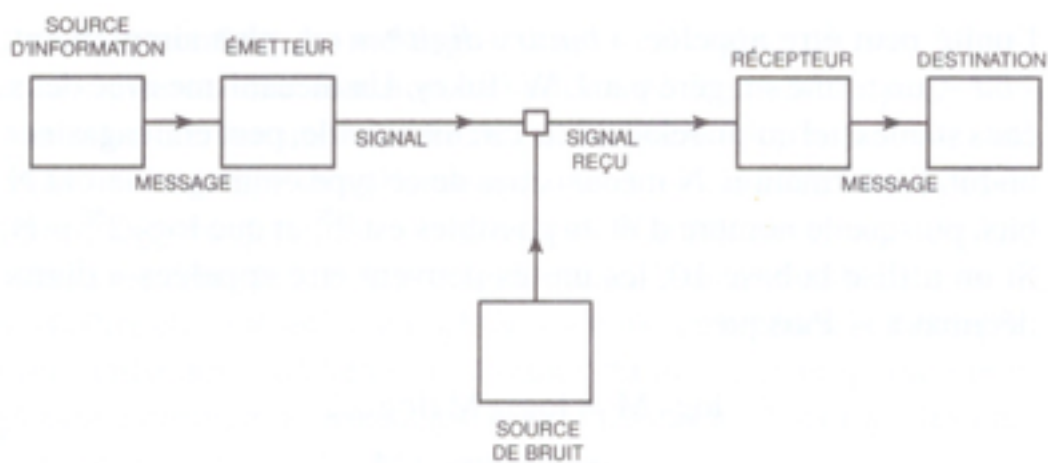 SOURCE
D'INFORMATION
ÉMETTEUR
RÉCEPTEUR
DESTINATION
SIGNAL
SIGNAL
REÇU
MESSAGE
MESSAGE
SOURCE
DE BRUIT